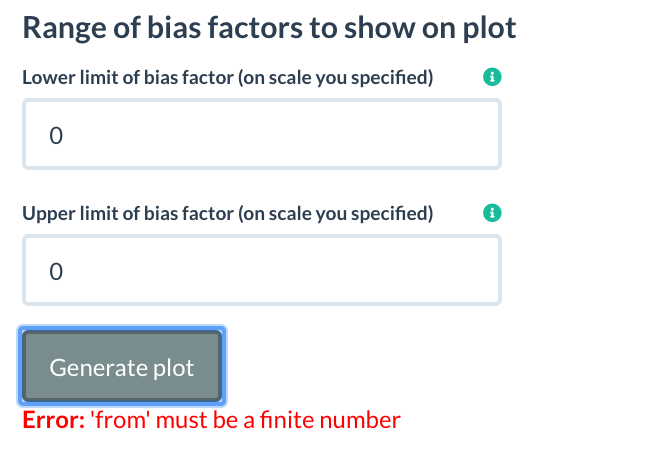 Range of bias factors to show on plot
Lower limit of bias factor (on scale you specified)
0
Upper limit of bias factor (on scale you specified)
0
Generate plot
Error: 'from' must be a finite number